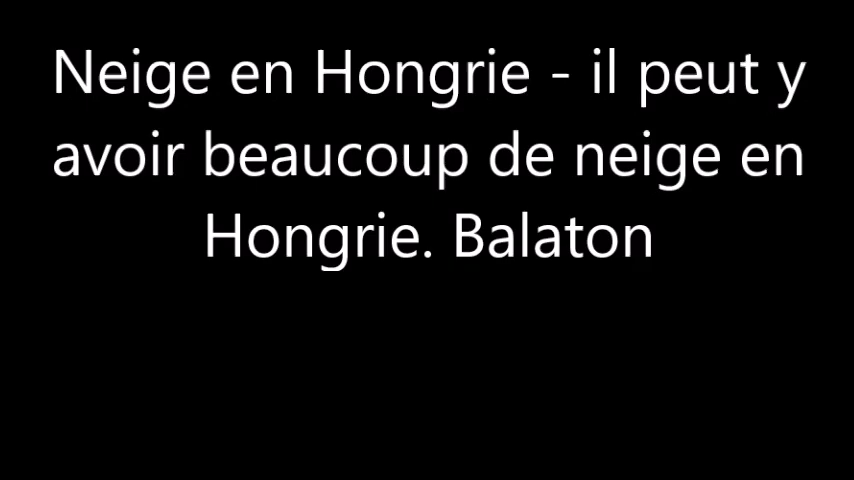 Neige en Hongrie - il peut y
avoir beaucoup de neige en
Hongrie. Balaton